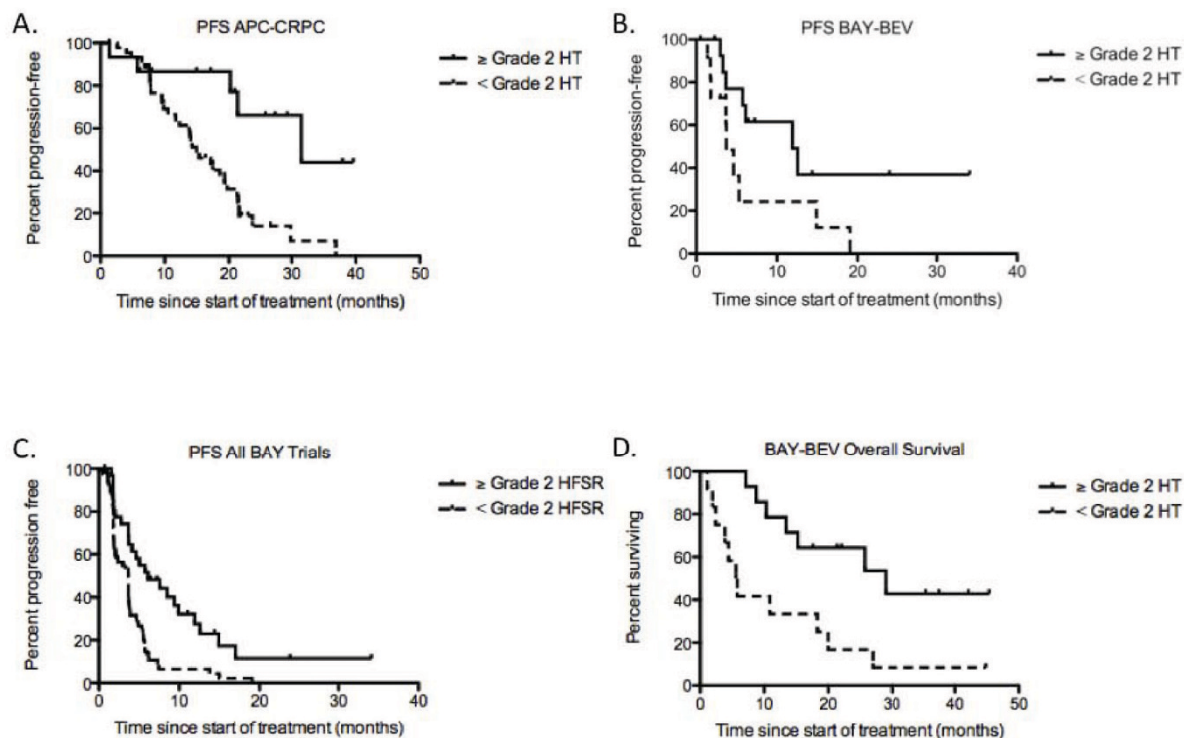 A.
PFS APC-CRPC
≥ Grade 2 HT
< Grade 2 HT
Percent progression-free
100
80
60
40
20
0
0 10 20 30 40 50
Time since start of treatment (months)
B.
PFS BAY-BEV
≥ Grade 2 HT
< Grade 2 HT
Percent progression-free
100
80
60
40
20
0
0 10 20 30 40
Time since start of treatment (months)
C.
PFS All BAY Trials
≥ Grade 2 HFSR
< Grade 2 HFSR
Percent progression free
100
80
60
40
20
0
0 10 20 30 40
Time since start of treatment (months)
D.
BAY-BEV Overall Survival
≥ Grade 2 HT
< Grade 2 HT
Percent surviving
100
80
60
40
20
0
0 10 20 30 40 50
Time since start of treatment (months)